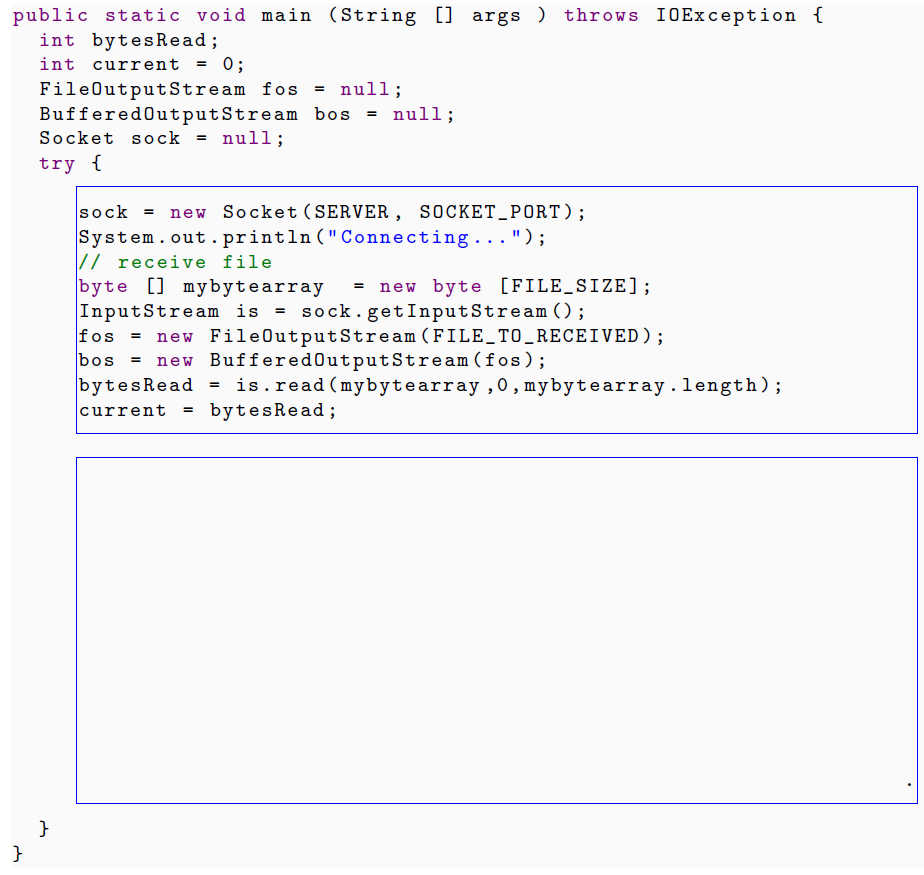 public static void main (String [] args ) throws IOException {
int bytesRead;
int current = 0;
FileOutputStream fos = null;
BufferedOutputStream bos = null;
Socket sock = null;
try {
sock = new Socket(SERVER, SOCKET_PORT);
System.out.println("Connecting...");
// receive file
byte [] mybytearray  = new byte [FILE_SIZE];
InputStream is = sock.getInputStream();
fos = new FileOutputStream(FILE_TO_RECEIVED);
bos = new BufferedOutputStream(fos);
bytesRead = is.read(mybytearray,0,mybytearray.length);
current = bytesRead;
.
}
}